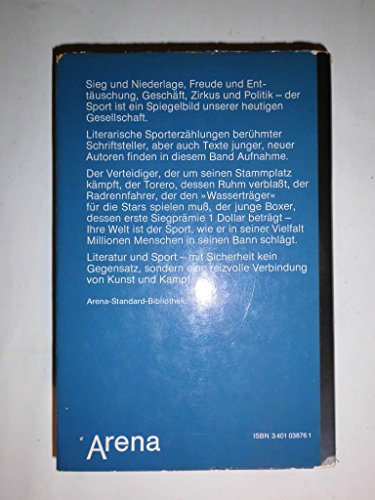 Sieg und Niederlage, Freude und Ent-
täuschung, Geschäft, Zirkus und Politik – der
Sport ist ein Spiegelbild unserer heutigen
Gesellschaft.
Literarische Sporterzählungen berühmter
Schriftsteller, aber auch Texte junger, neuer
Autoren finden in diesem Band Aufnahme.
Der Verteidiger, der um seinen Stammplatz
kämpft, der Torero, dessen Ruhm verblaßt, der
Radrennfahrer, der den »Wasserträger«
für die Stars spielen muß, der junge Boxer,
dessen erste Siegprämie 1 Dollar beträgt –
Ihre Welt ist der Sport, wie er in seiner Vielfalt
Millionen Menschen in seinen Bann schlägt.
Literatur und Sport – mit Sicherheit kein
Gegensatz, sondern eine reizvolle Verbindung
von Kunst und Kampf.
Arena-Standard-Bibliothek
ISBN 3 401 03876 1
Arena